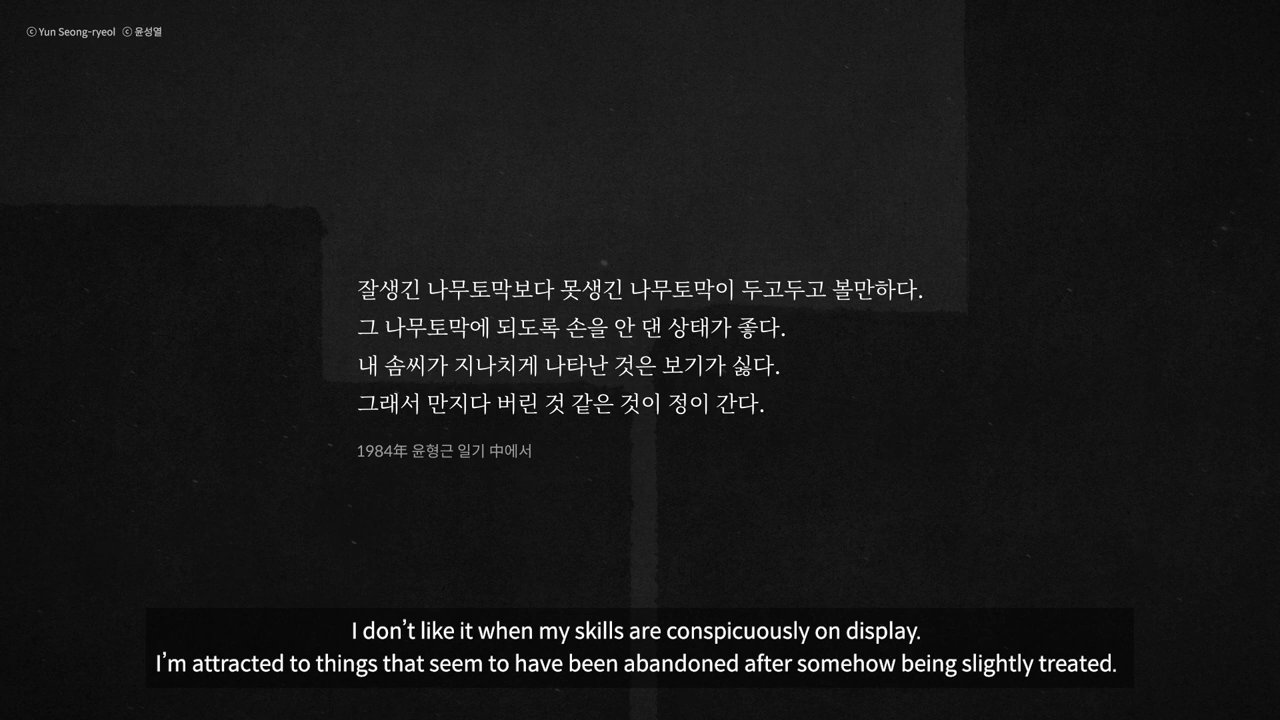 ⓒ Yun Seong-ryeol ⓒ 윤성열
잘생긴 나무토막보다 못생긴 나무토막이 두고두고 볼만하다.
그 나무토막에 되도록 손을 안 댄 상태가 좋다.
내 솜씨가 지나치게 나타난 것은 보기가 싫다.
그래서 만지다 버린 것 같은 것이 정이 간다.
1984年 윤형근 일기 中에서
I don’t like it when my skills are conspicuously on display.
I’m attracted to things that seem to have been abandoned after somehow being slightly treated.